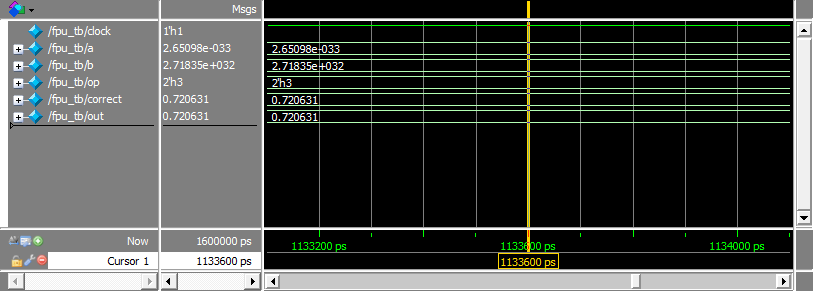 Msgs
/fpu_tb/clock 1'h1
/fpu_tb/a 2.65098e-033 2.65098e-033
/fpu_tb/b 2.71835e+032 2.71835e+032
/fpu_tb/op 2'h3 2'h3
/fpu_tb/correct 0.720631 0.720631
/fpu_tb/out 0.720631 0.720631
Now 1600000 ps 1133200 ps 1133600 ps 1134000 ps
Cursor 1 1133600 ps 1133600 ps